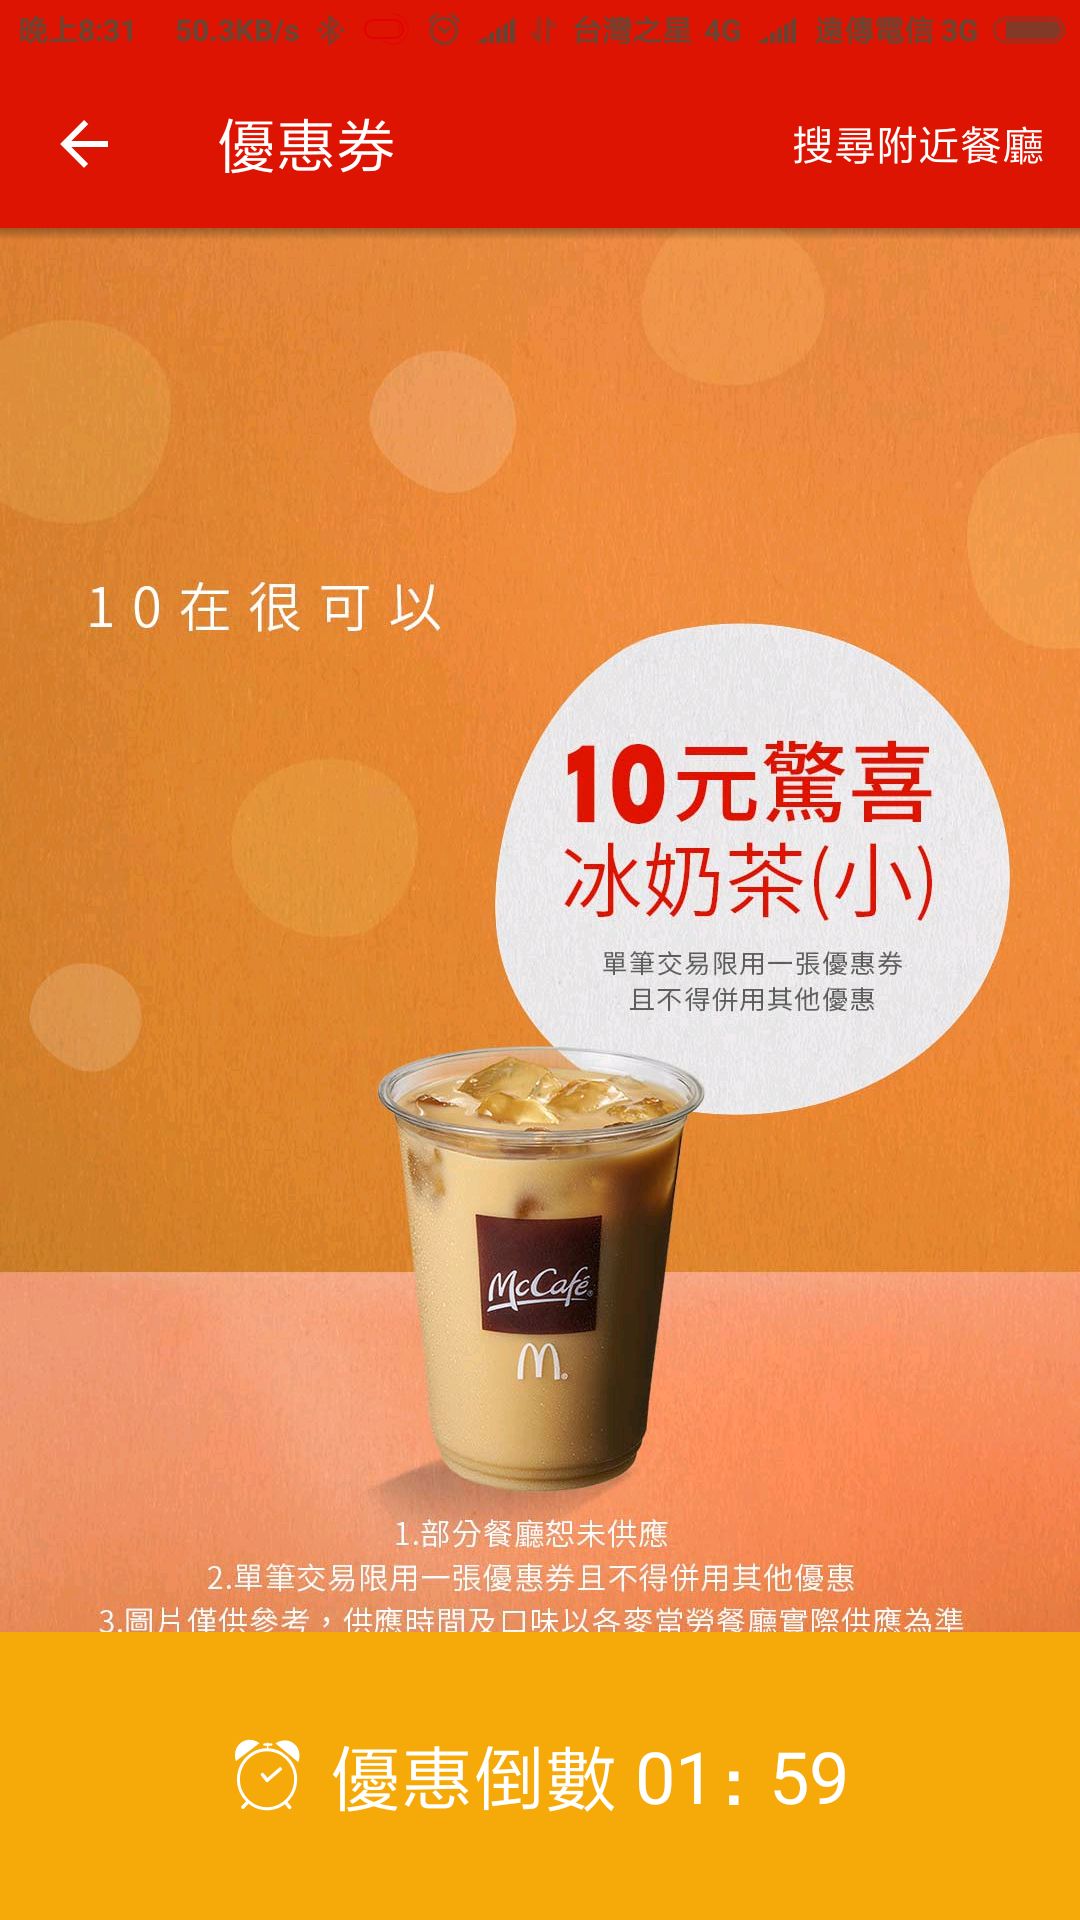 晚上8:31 50.3KB/s 台灣之星 4G 遠傳電信 3G
優惠券 搜尋附近餐廳
10在很可以
10元驚喜
冰奶茶(小)
單筆交易限用一張優惠券
且不得併用其他優惠
McCafé
1.部分餐廳恕未供應
2.單筆交易限用一張優惠券且不得併用其他優惠
3.圖片僅供參考，供應時間及口味以各麥當勞餐廳實際供應為準
優惠倒數 01: 59